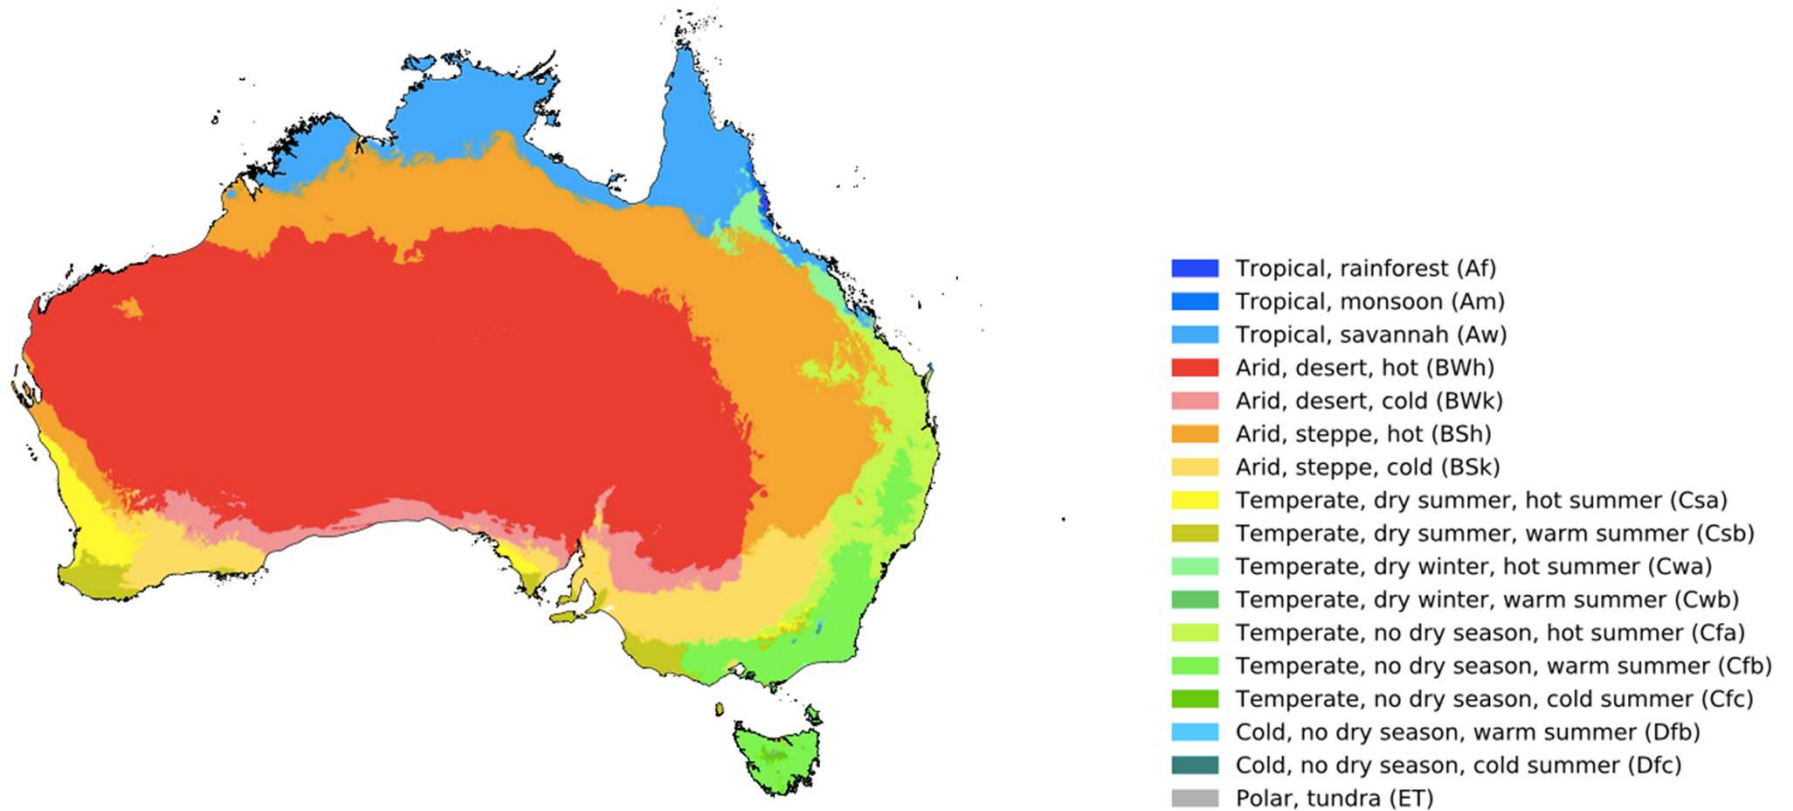 Tropical, rainforest (Af)
Tropical, monsoon (Am)
Tropical, savannah (Aw)
Arid, desert, hot (BWh)
Arid, desert, cold (BWk)
Arid, steppe, hot (BSh)
Arid, steppe, cold (BSk)
Temperate, dry summer, hot summer (Csa)
Temperate, dry summer, warm summer (Csb)
Temperate, dry winter, hot summer (Cwa)
Temperate, dry winter, warm summer (Cwb)
Temperate, no dry season, hot summer (Cfa)
Temperate, no dry season, warm summer (Cfb)
Temperate, no dry season, cold summer (Cfc)
Cold, no dry season, warm summer (Dfb)
Cold, no dry season, cold summer (Dfc)
Polar, tundra (ET)